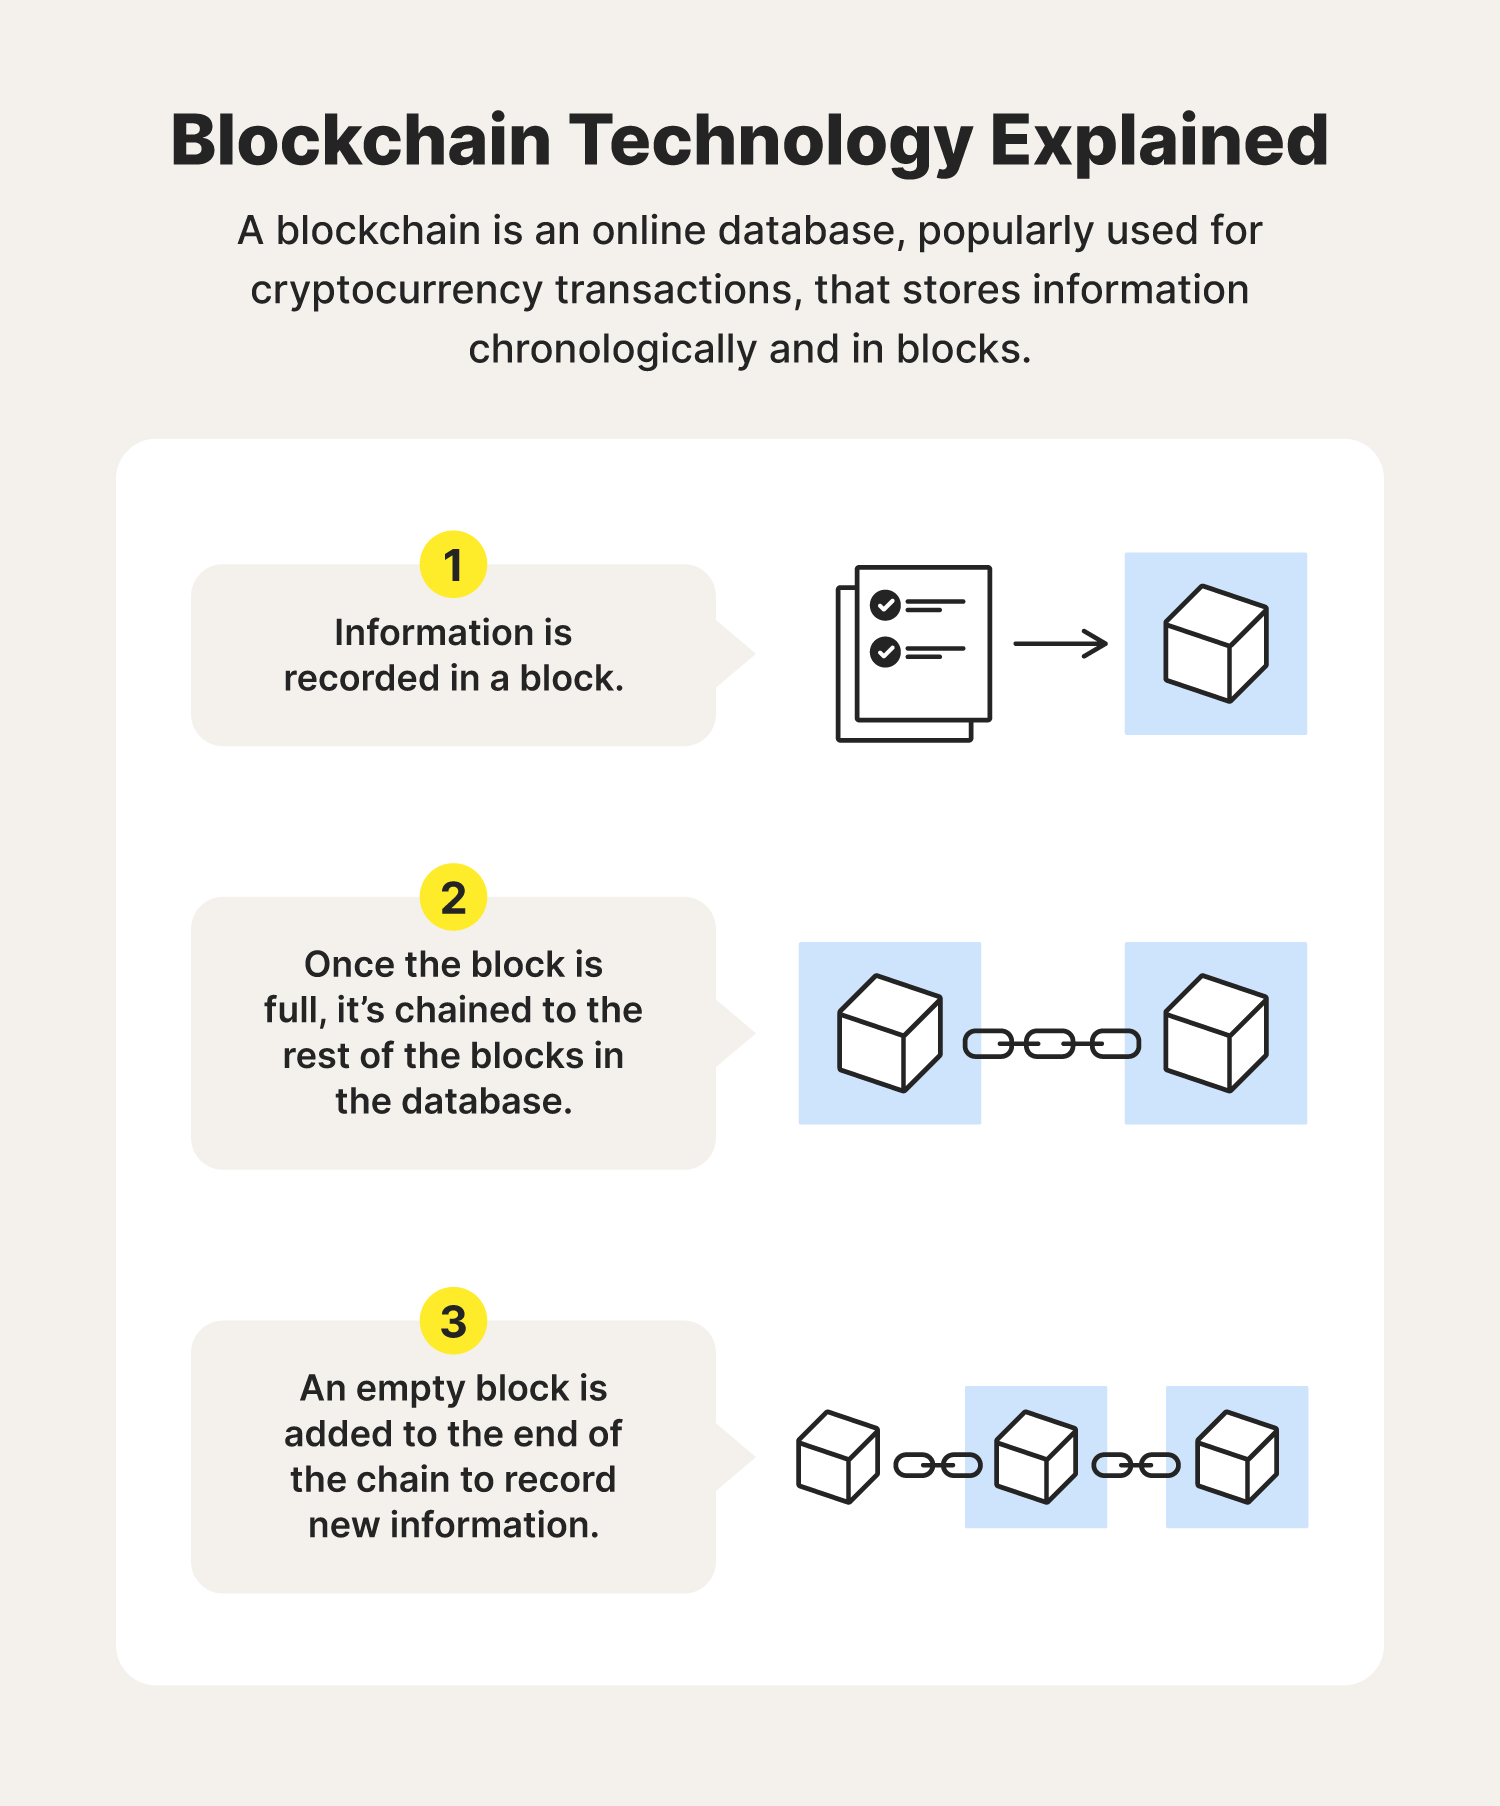 Blockchain Technology Explained
A blockchain is an online database, popularly used for
cryptocurrency transactions, that stores information
chronologically and in blocks.
1
Information is
recorded in a block.
2
Once the block is
full, it’s chained to the
rest of the blocks in
the database.
3
An empty block is
added to the end of
the chain to record
new information.